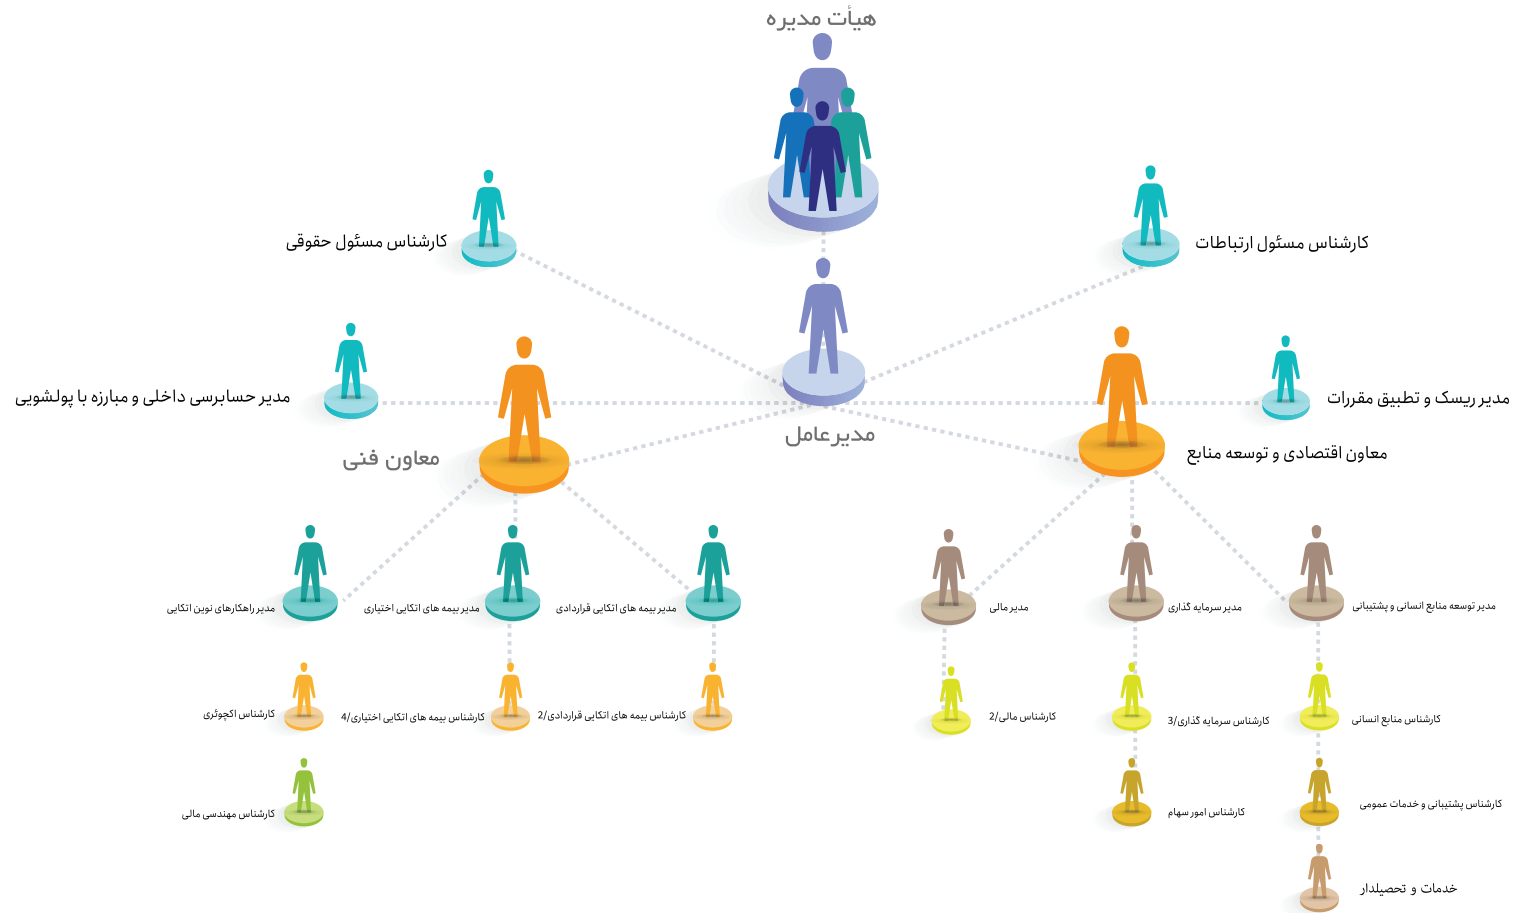 هیأت مدیره
کارشناس مسئول ارتباطات
کارشناس مسئول حقوقی
مدیر ریسک و تطبیق مقررات
مدیر حسابرسی داخلی و مبارزه با پولشویی
مدیرعامل
معاون اقتصادی و توسعه منابع
معاون فنی
مدیر توسعه منابع انسانی و پشتیبانی
مدیر سرمایه گذاری
مدیر مالی
مدیر بیمه های اتکایی قراردادی
مدیر بیمه های اتکایی اختیاری
مدیر راهکارهای نوین اتکایی
کارشناس منابع انسانی
کارشناس سرمایه گذاری/3
کارشناس مالی/2
کارشناس بیمه های اتکایی قراردادی/2
کارشناس بیمه های اتکایی اختیاری/4
کارشناس اکچوئری
کارشناس پشتیبانی و خدمات عمومی
کارشناس امور سهام
کارشناس مهندسی مالی
خدمات و تحصیلدار